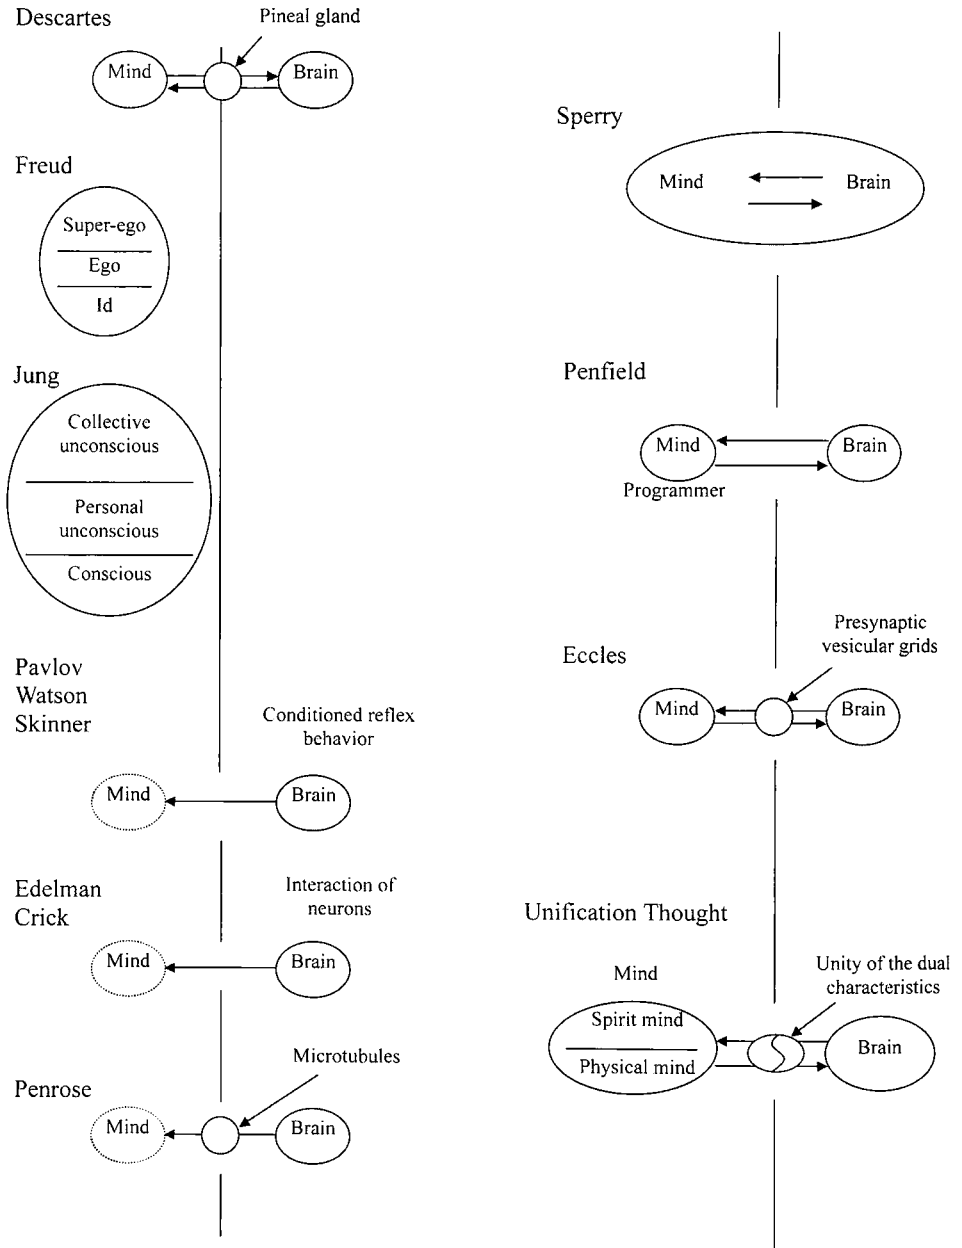 Descartes
Pineal gland
Mind
Brain
Freud
Super-ego
Ego
Id
Jung
Collective
unconscious
Personal
unconscious
Conscious
Pavlov
Watson
Skinner
Conditioned reflex
behavior
Mind
Brain
Edelman
Crick
Interaction of
neurons
Mind
Brain
Penrose
Microtubules
Mind
Brain
Sperry
Mind
Brain
Penfield
Mind
Brain
Programmer
Eccles
Presynaptic
vesicular grids
Mind
Brain
Unification Thought
Mind
Unity of the dual
characteristics
Spirit mind
Physical mind
Brain